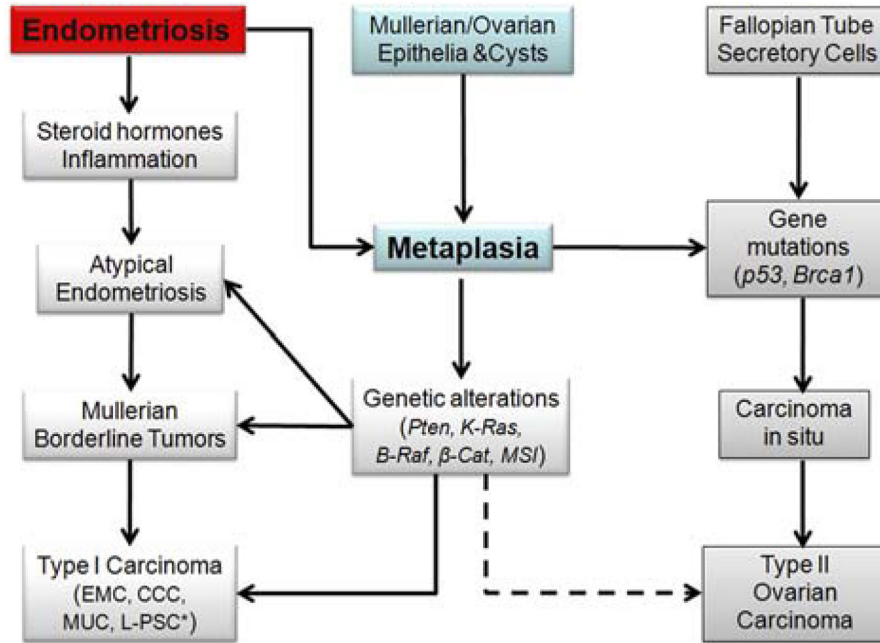 Endometriosis
Mullerian/Ovarian
Epithelia &Cysts
Fallopian Tube
Secretory Cells
Steroid hormones
Inflammation
Metaplasia
Gene
mutations
(p53, Brca1)
Atypical
Endometriosis
Genetic alterations
(Pten, K-Ras,
B-Raf, β-Cat, MSI)
Mullerian
Borderline Tumors
Carcinoma
in situ
Type I Carcinoma
(EMC, CCC,
MUC, L-PSC*)
Type II
Ovarian
Carcinoma